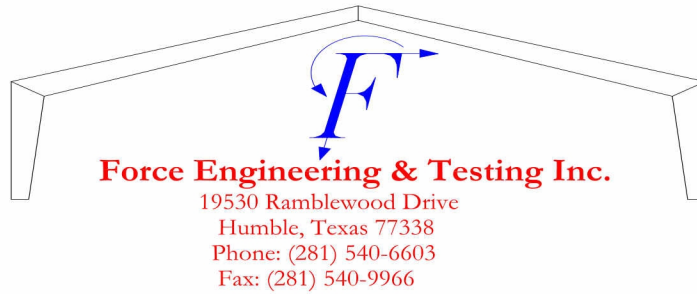 F
Force Engineering & Testing Inc.
19530 Ramblewood Drive
Humble, Texas 77338
Phone: (281) 540-6603
Fax: (281) 540-9966